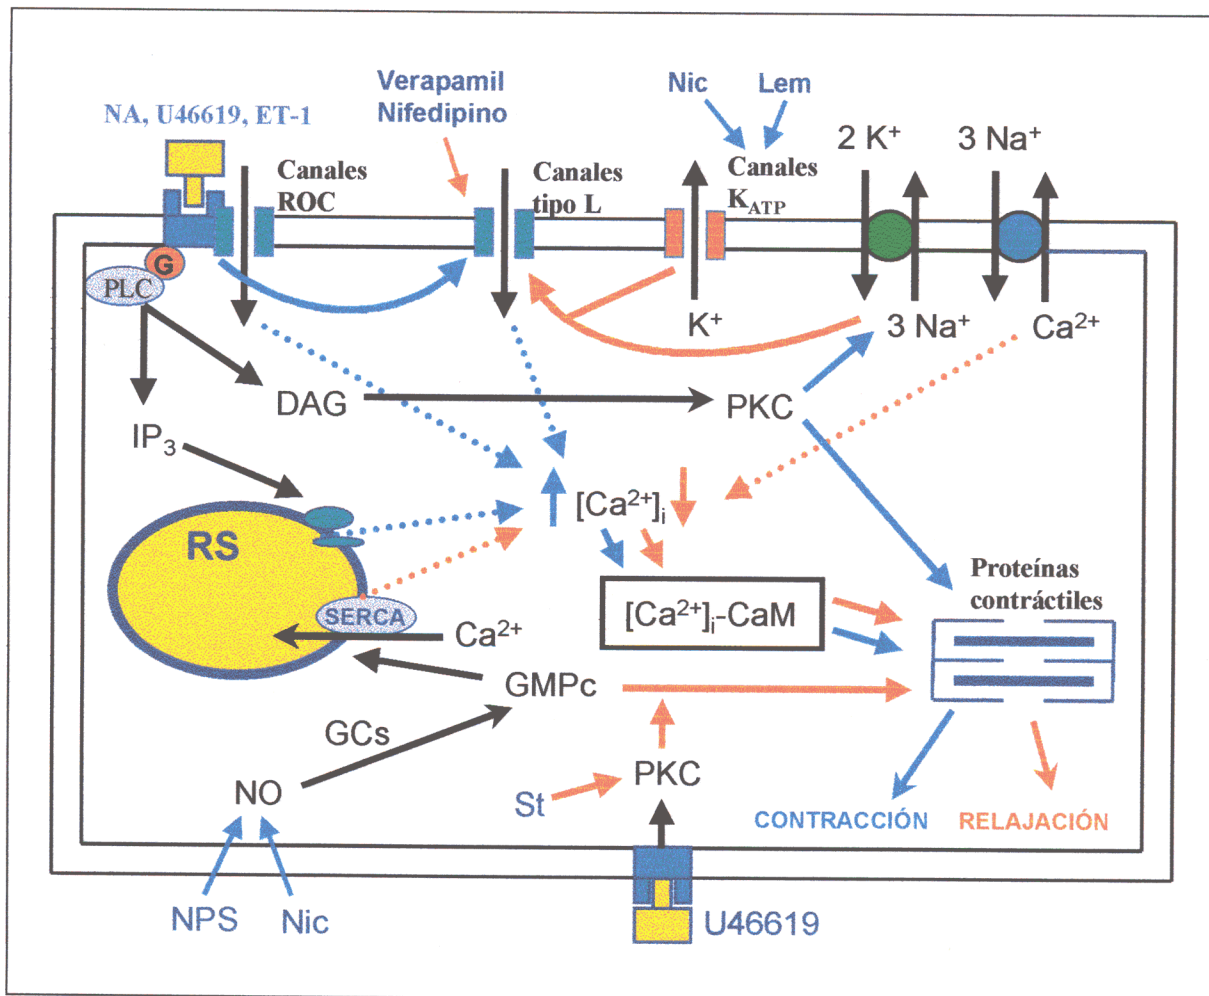 Verapamil
Nifedipino
Nic
Lem
NA, U46619, ET-1
2 K⁺
3 Na⁺
Canales
ROC
Canales
tipo L
Canales
K_ATP
G
PLC
K⁺
3 Na⁺
Ca²⁺
DAG
PKC
IP₃
[Ca²⁺]ᵢ
RS
Proteínas
contráctiles
SERCA
Ca²⁺
[Ca²⁺]ᵢ-CaM
GMPc
GCs
PKC
NO
St
CONTRACCIÓN
RELAJACIÓN
NPS
Nic
U46619